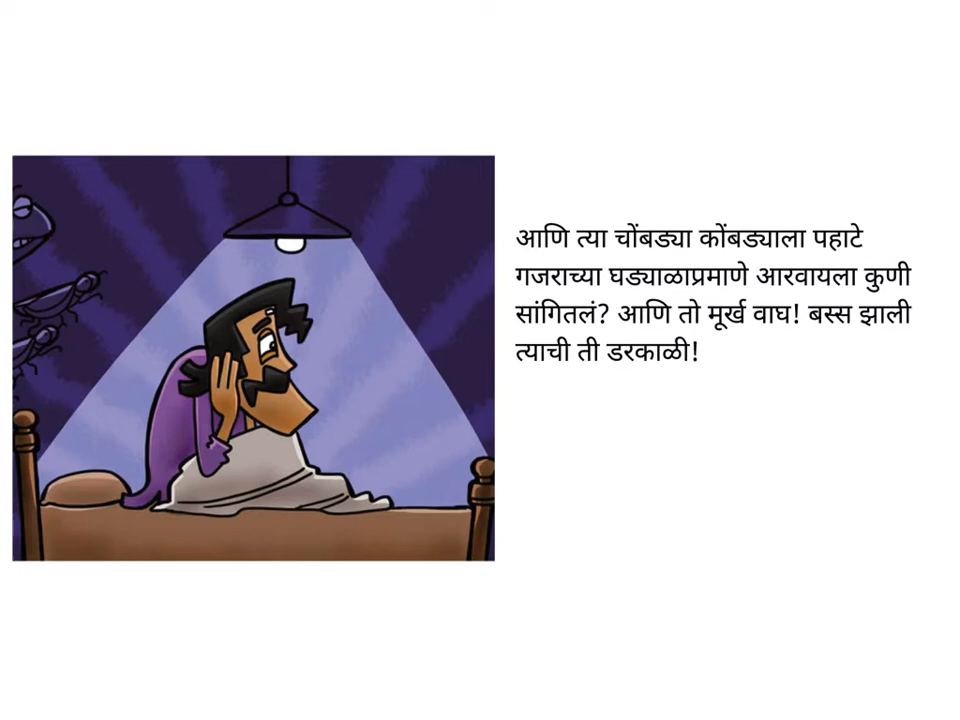 आणि त्या चोंबड्या कोंबड्याला पहाटे
गजराच्या घड्याळाप्रमाणे आरवायला कुणी
सांगितलं? आणि तो मूर्ख वाघ! बस्स झाली
त्याची ती डरकाळी!